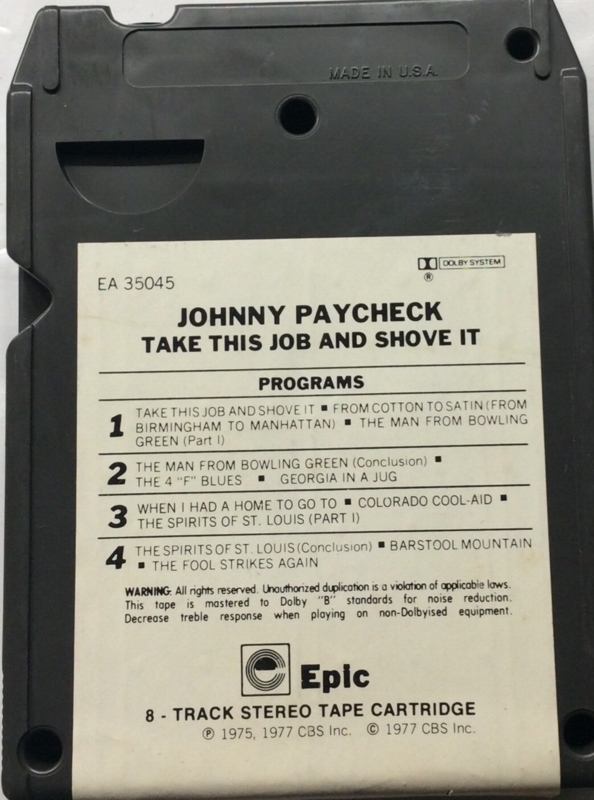 MADE IN U.S.A.
EA 35045
DOLBY SYSTEM
®
JOHNNY PAYCHECK
TAKE THIS JOB AND SHOVE IT
PROGRAMS
1 TAKE THIS JOB AND SHOVE IT ■ FROM COTTON TO SATIN (FROM
BIRMINGHAM TO MANHATTAN) ■ THE MAN FROM BOWLING
GREEN (Part I)
2 THE MAN FROM BOWLING GREEN (Conclusion) ■
THE 4 "F" BLUES ■ GEORGIA IN A JUG
3 WHEN I HAD A HOME TO GO TO ■ COLORADO COOL-AID ■
THE SPIRITS OF ST. LOUIS (PART I)
4 THE SPIRITS OF ST. LOUIS (Conclusion) ■ BARSTOOL MOUNTAIN
■ THE FOOL STRIKES AGAIN
WARNING: All rights reserved. Unauthorized duplication is a violation of applicable laws.
This tape is mastered to Dolby "B" standards for noise reduction.
Decrease treble response when playing on non-Dolbyised equipment.
Epic
8 - TRACK STEREO TAPE CARTRIDGE
℗ 1975, 1977 CBS Inc. © 1977 CBS Inc.